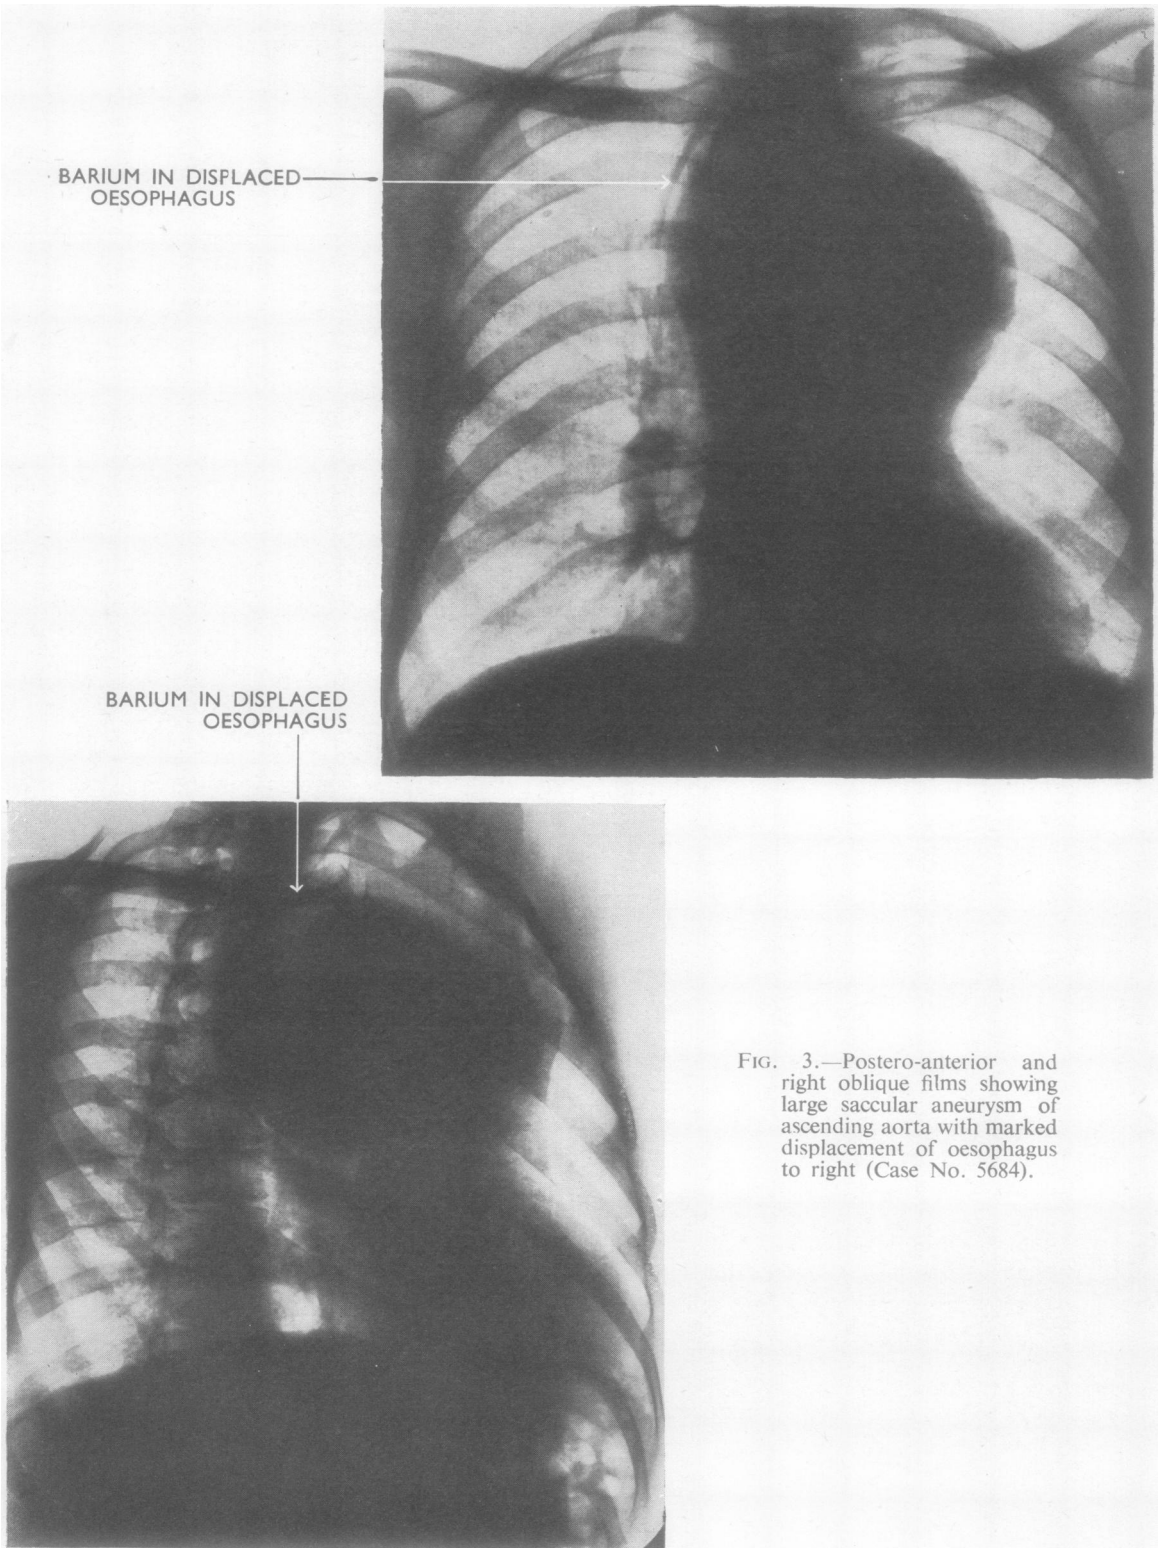 BARIUM IN DISPLACED
OESOPHAGUS
BARIUM IN DISPLACED
OESOPHAGUS
FIG. 3.—Postero-anterior and
right oblique films showing
large saccular aneurysm of
ascending aorta with marked
displacement of oesophagus
to right (Case No. 5684).